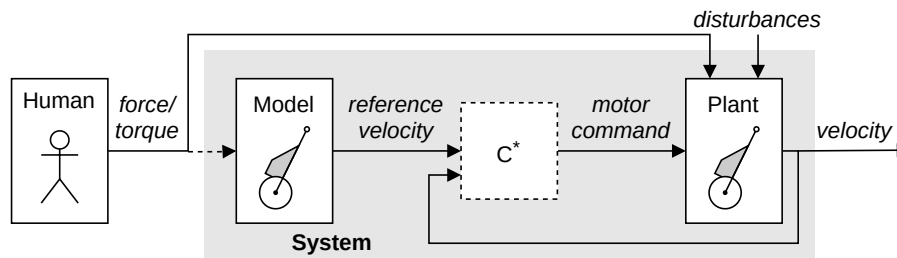 disturbances
Human
force/
torque
Model
reference
velocity
C*
motor
command
Plant
velocity
System